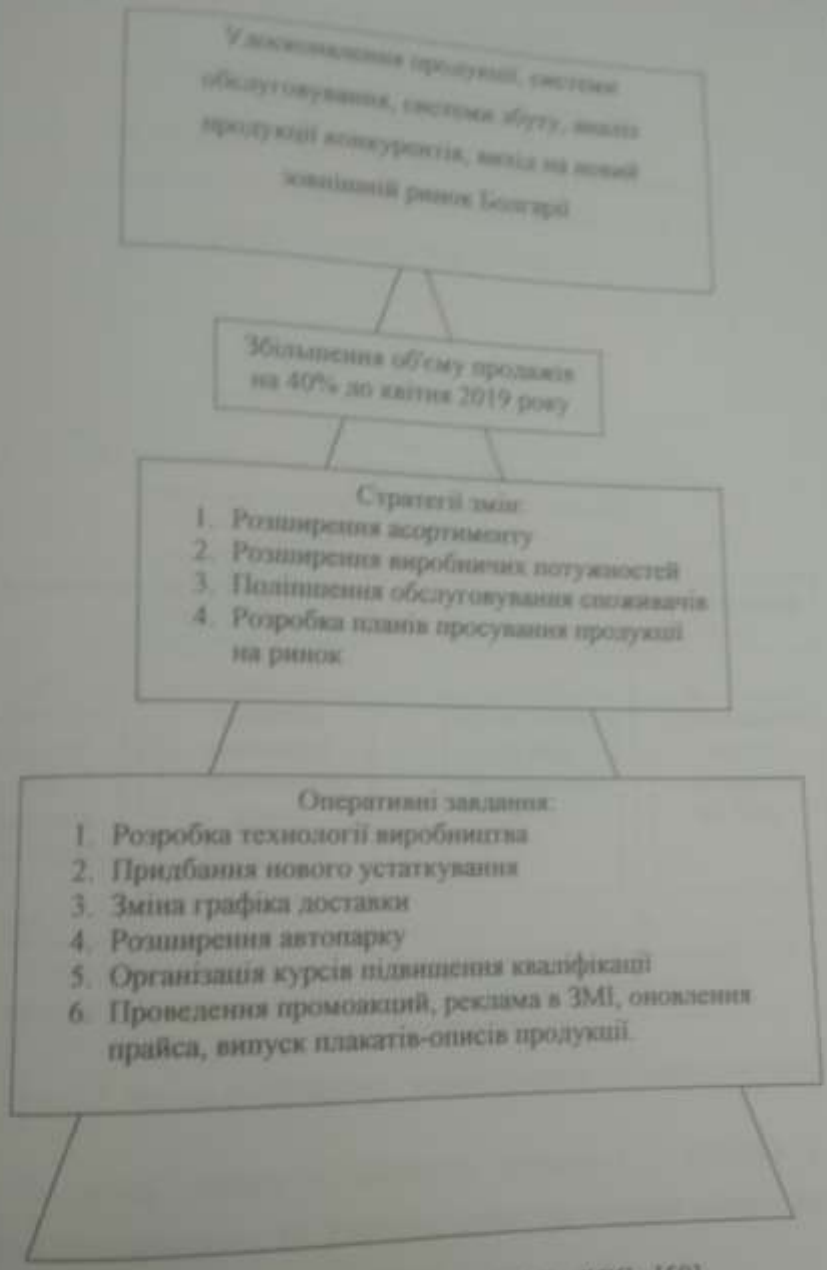 Удосконалення продукції, системи
обслуговування, системи збуту, аналіз
продукції конкурентів, вихід на новий
зовнішній ринок Болгарії
Збільшення об'єму продажів
на 40% до квітня 2019 року
Стратегії змін:
1. Розширення асортименту
2. Розширення виробничих потужностей
3. Поліпшення обслуговування споживачів
4. Розробка планів просування продукції
на ринок
Оперативні завдання:
1. Розробка технології виробництва
2. Придбання нового устаткування
3. Зміна графіка доставки
4. Розширення автопарку
5. Організація курсів підвищення кваліфікації
6. Проведення промоакций, реклама в ЗМІ, оновлення
прайса, випуск плакатів-описів продукції.